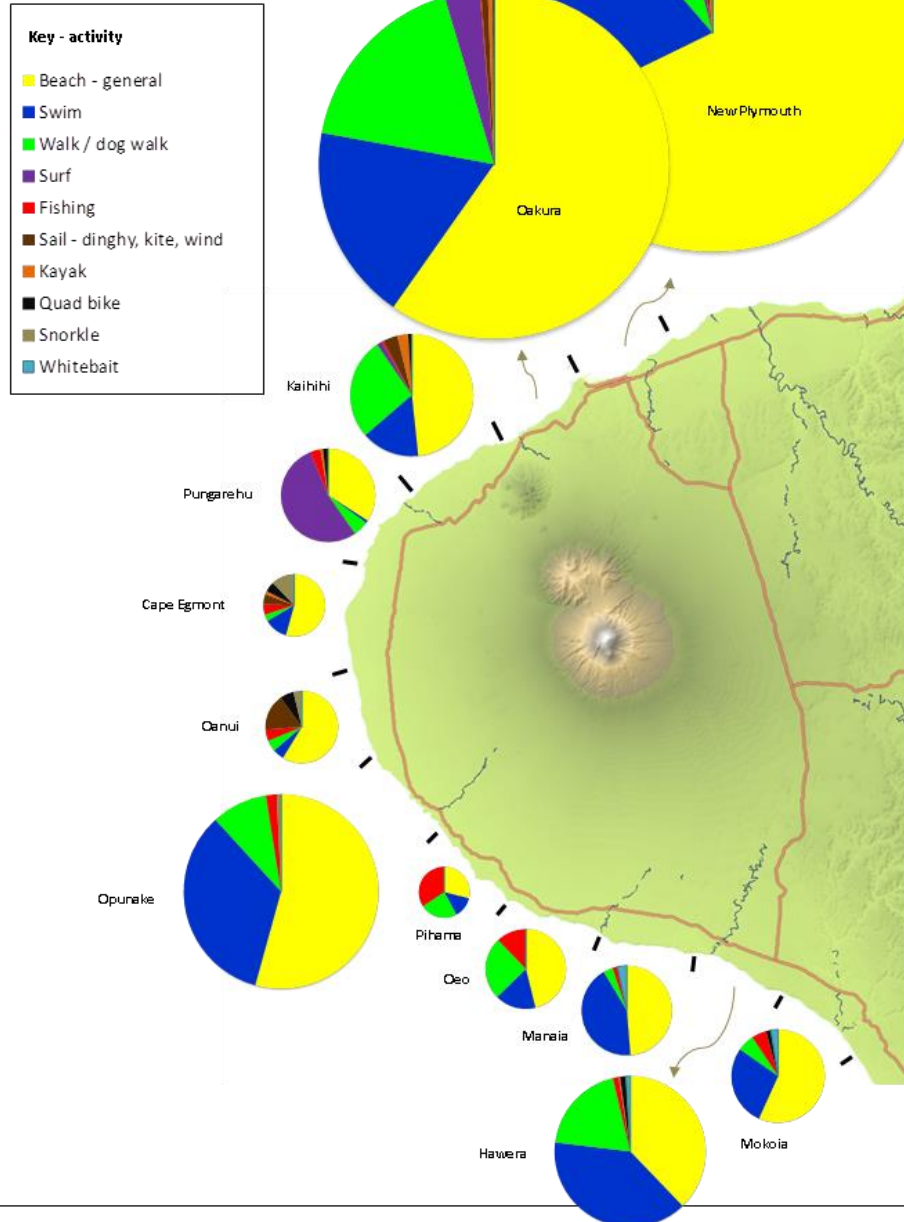 Key - activity
Beach - general
Swim
Walk / dog walk
Surf
Fishing
Sail - dinghy, kite, wind
Kayak
Quad bike
Snorkle
Whitebait
New Plymouth
Oakura
Kaihihi
Pungarehu
Cape Egmont
Oanui
Opunake
Pihama
Oeo
Manaia
Hawera
Mokoia